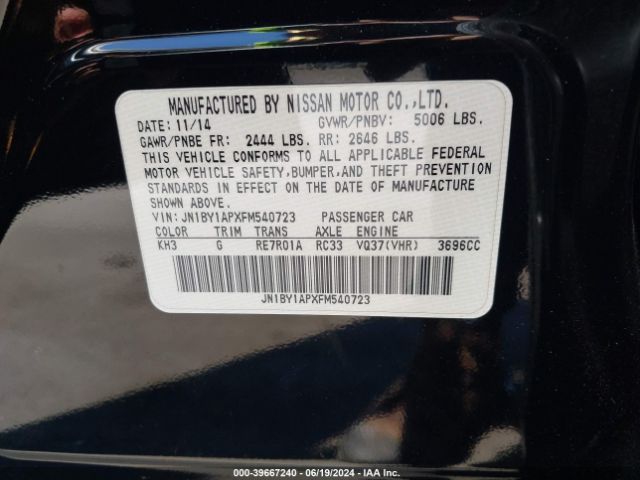 MANUFACTURED BY NISSAN MOTOR CO.,LTD.
DATE: 11/14 GVWR/PNBV: 5006 LBS.
GAWR/PNBE FR: 2444 LBS. RR: 2646 LBS.
THIS VEHICLE CONFORMS TO ALL APPLICABLE FEDERAL
MOTOR VEHICLE SAFETY,BUMPER,AND THEFT PREVENTION
STANDARDS IN EFFECT ON THE DATE OF MANUFACTURE
SHOWN ABOVE.
VIN: JN1BY1APXFM540723 PASSENGER CAR
COLOR TRIM TRANS AXLE ENGINE
KH3 G RE7R01A RC33 VQ37(VHR) 3696CC
JN1BY1APXFM540723
000-39667240 - 06/19/2024 - IAA Inc.